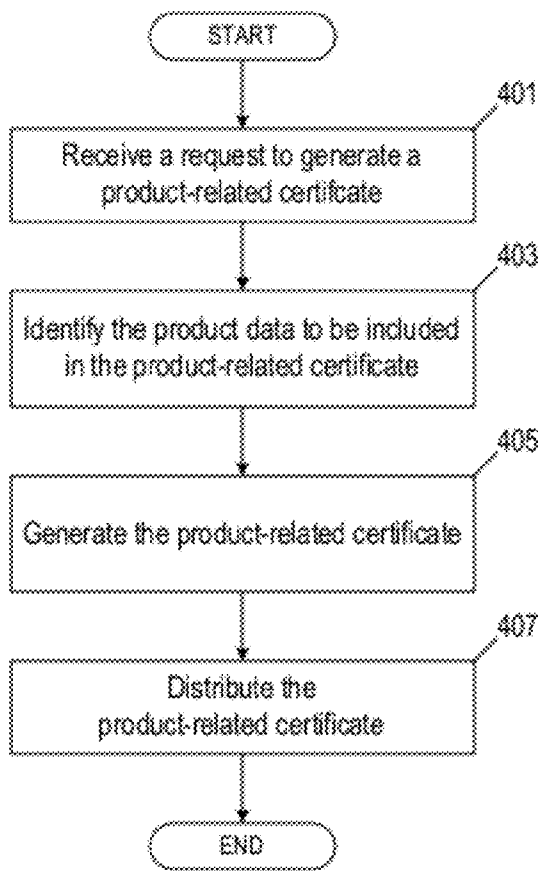 START
401
Receive a request to generate a
product-related certifcate
403
Identify the product data to be included
in the product-related certificate
405
Generate the product-related certificate
407
Distribute the
product-related certificate
END